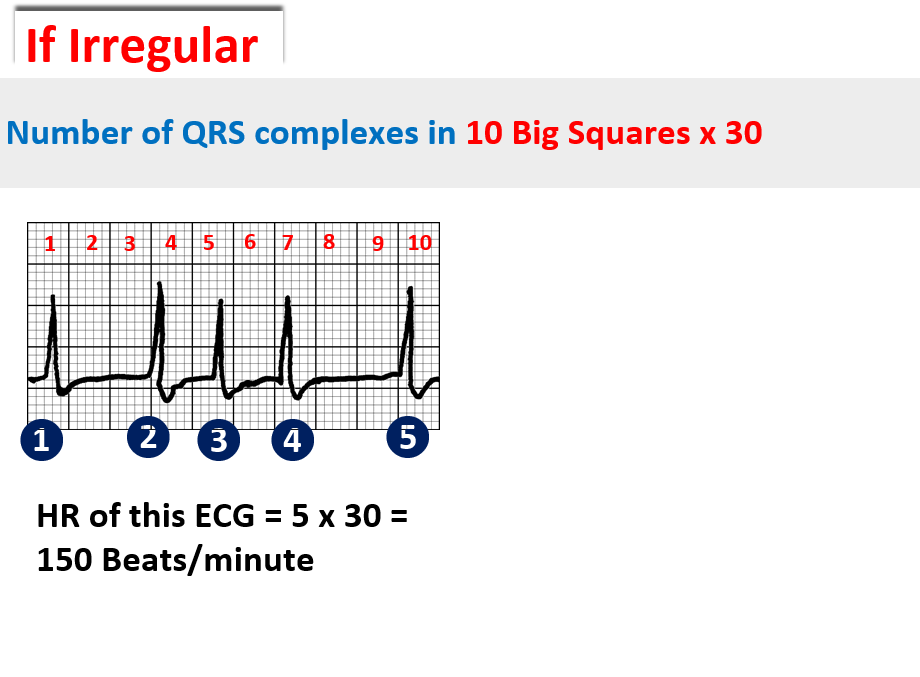 If Irregular
Number of QRS complexes in 10 Big Squares x 30
1 2 3 4 5 6 7 8 9 10
1 2 3 4 5
HR of this ECG = 5 x 30 =
150 Beats/minute